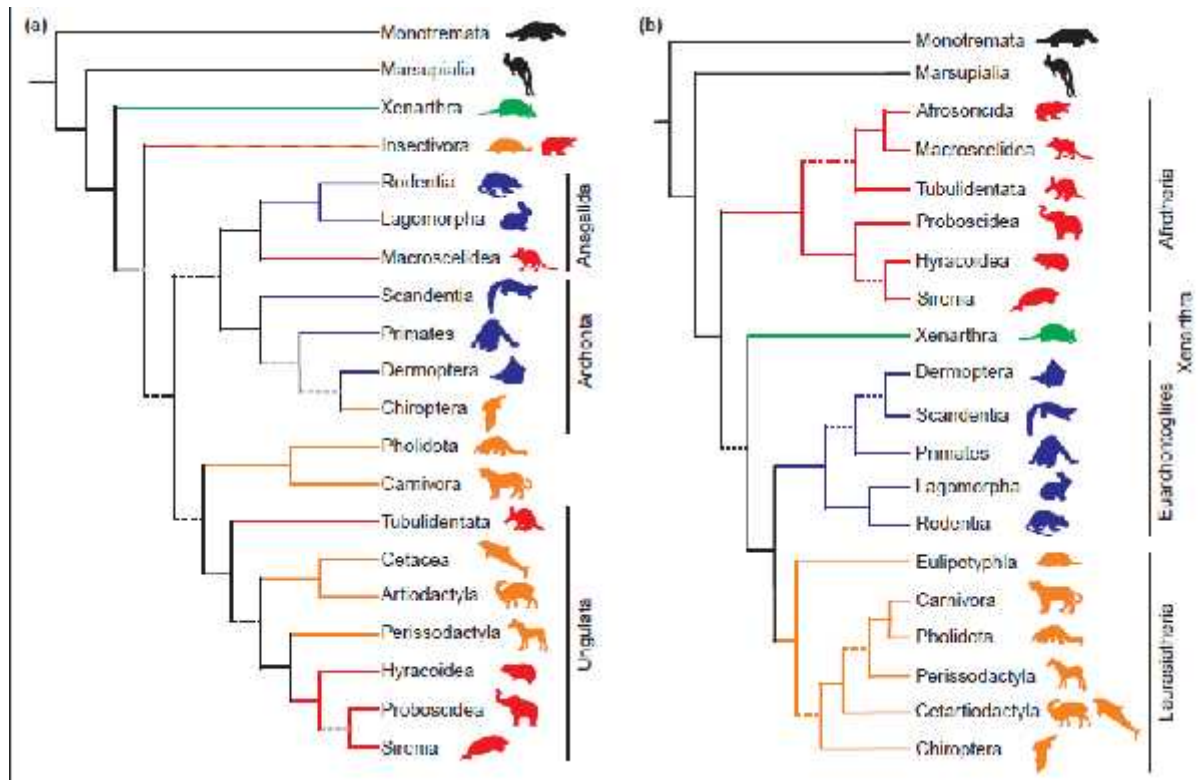 (a)
Monotremata
Marsupialia
Xenarthra
Insectivora
Rodentia
Lagomorpha
Macroscelidea
Scandentia
Primates
Dermoptera
Chiroptera
Pholidota
Carnivora
Tubulidentata
Cetacea
Artiodactyla
Perissodactyla
Hyracoidea
Proboscidea
Sirenia
Anagalida
Archonta
Ungulata
(b)
Monotremata
Marsupialia
Afrosoricida
Macroscelidea
Tubulidentata
Proboscidea
Hyracoidea
Sirenia
Xenarthra
Dermoptera
Scandentia
Primates
Lagomorpha
Rodentia
Eulipotyphla
Carnivora
Pholidota
Perissodactyla
Cetartiodactyla
Chiroptera
Afrotheria
Xenarthra
Euarchontoglires
Laurasiatheria